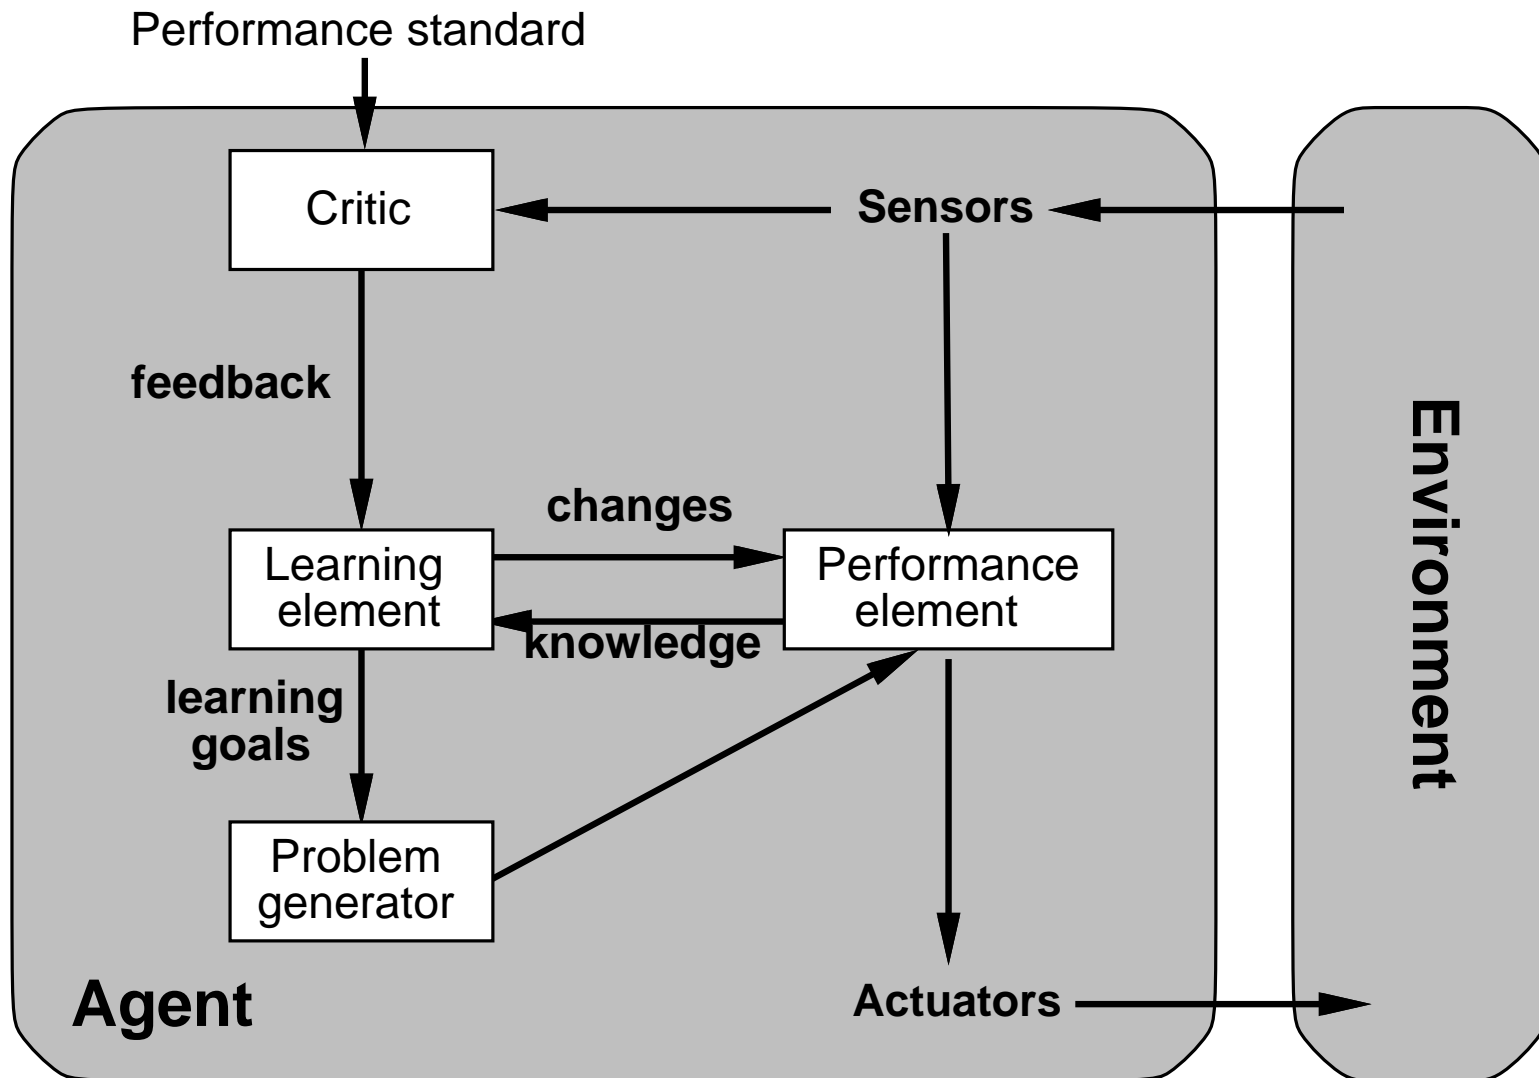 Performance standard
Critic
Sensors
feedback
changes
Learning
element
Performance
element
knowledge
learning
goals
Problem
generator
Agent
Actuators
Environment